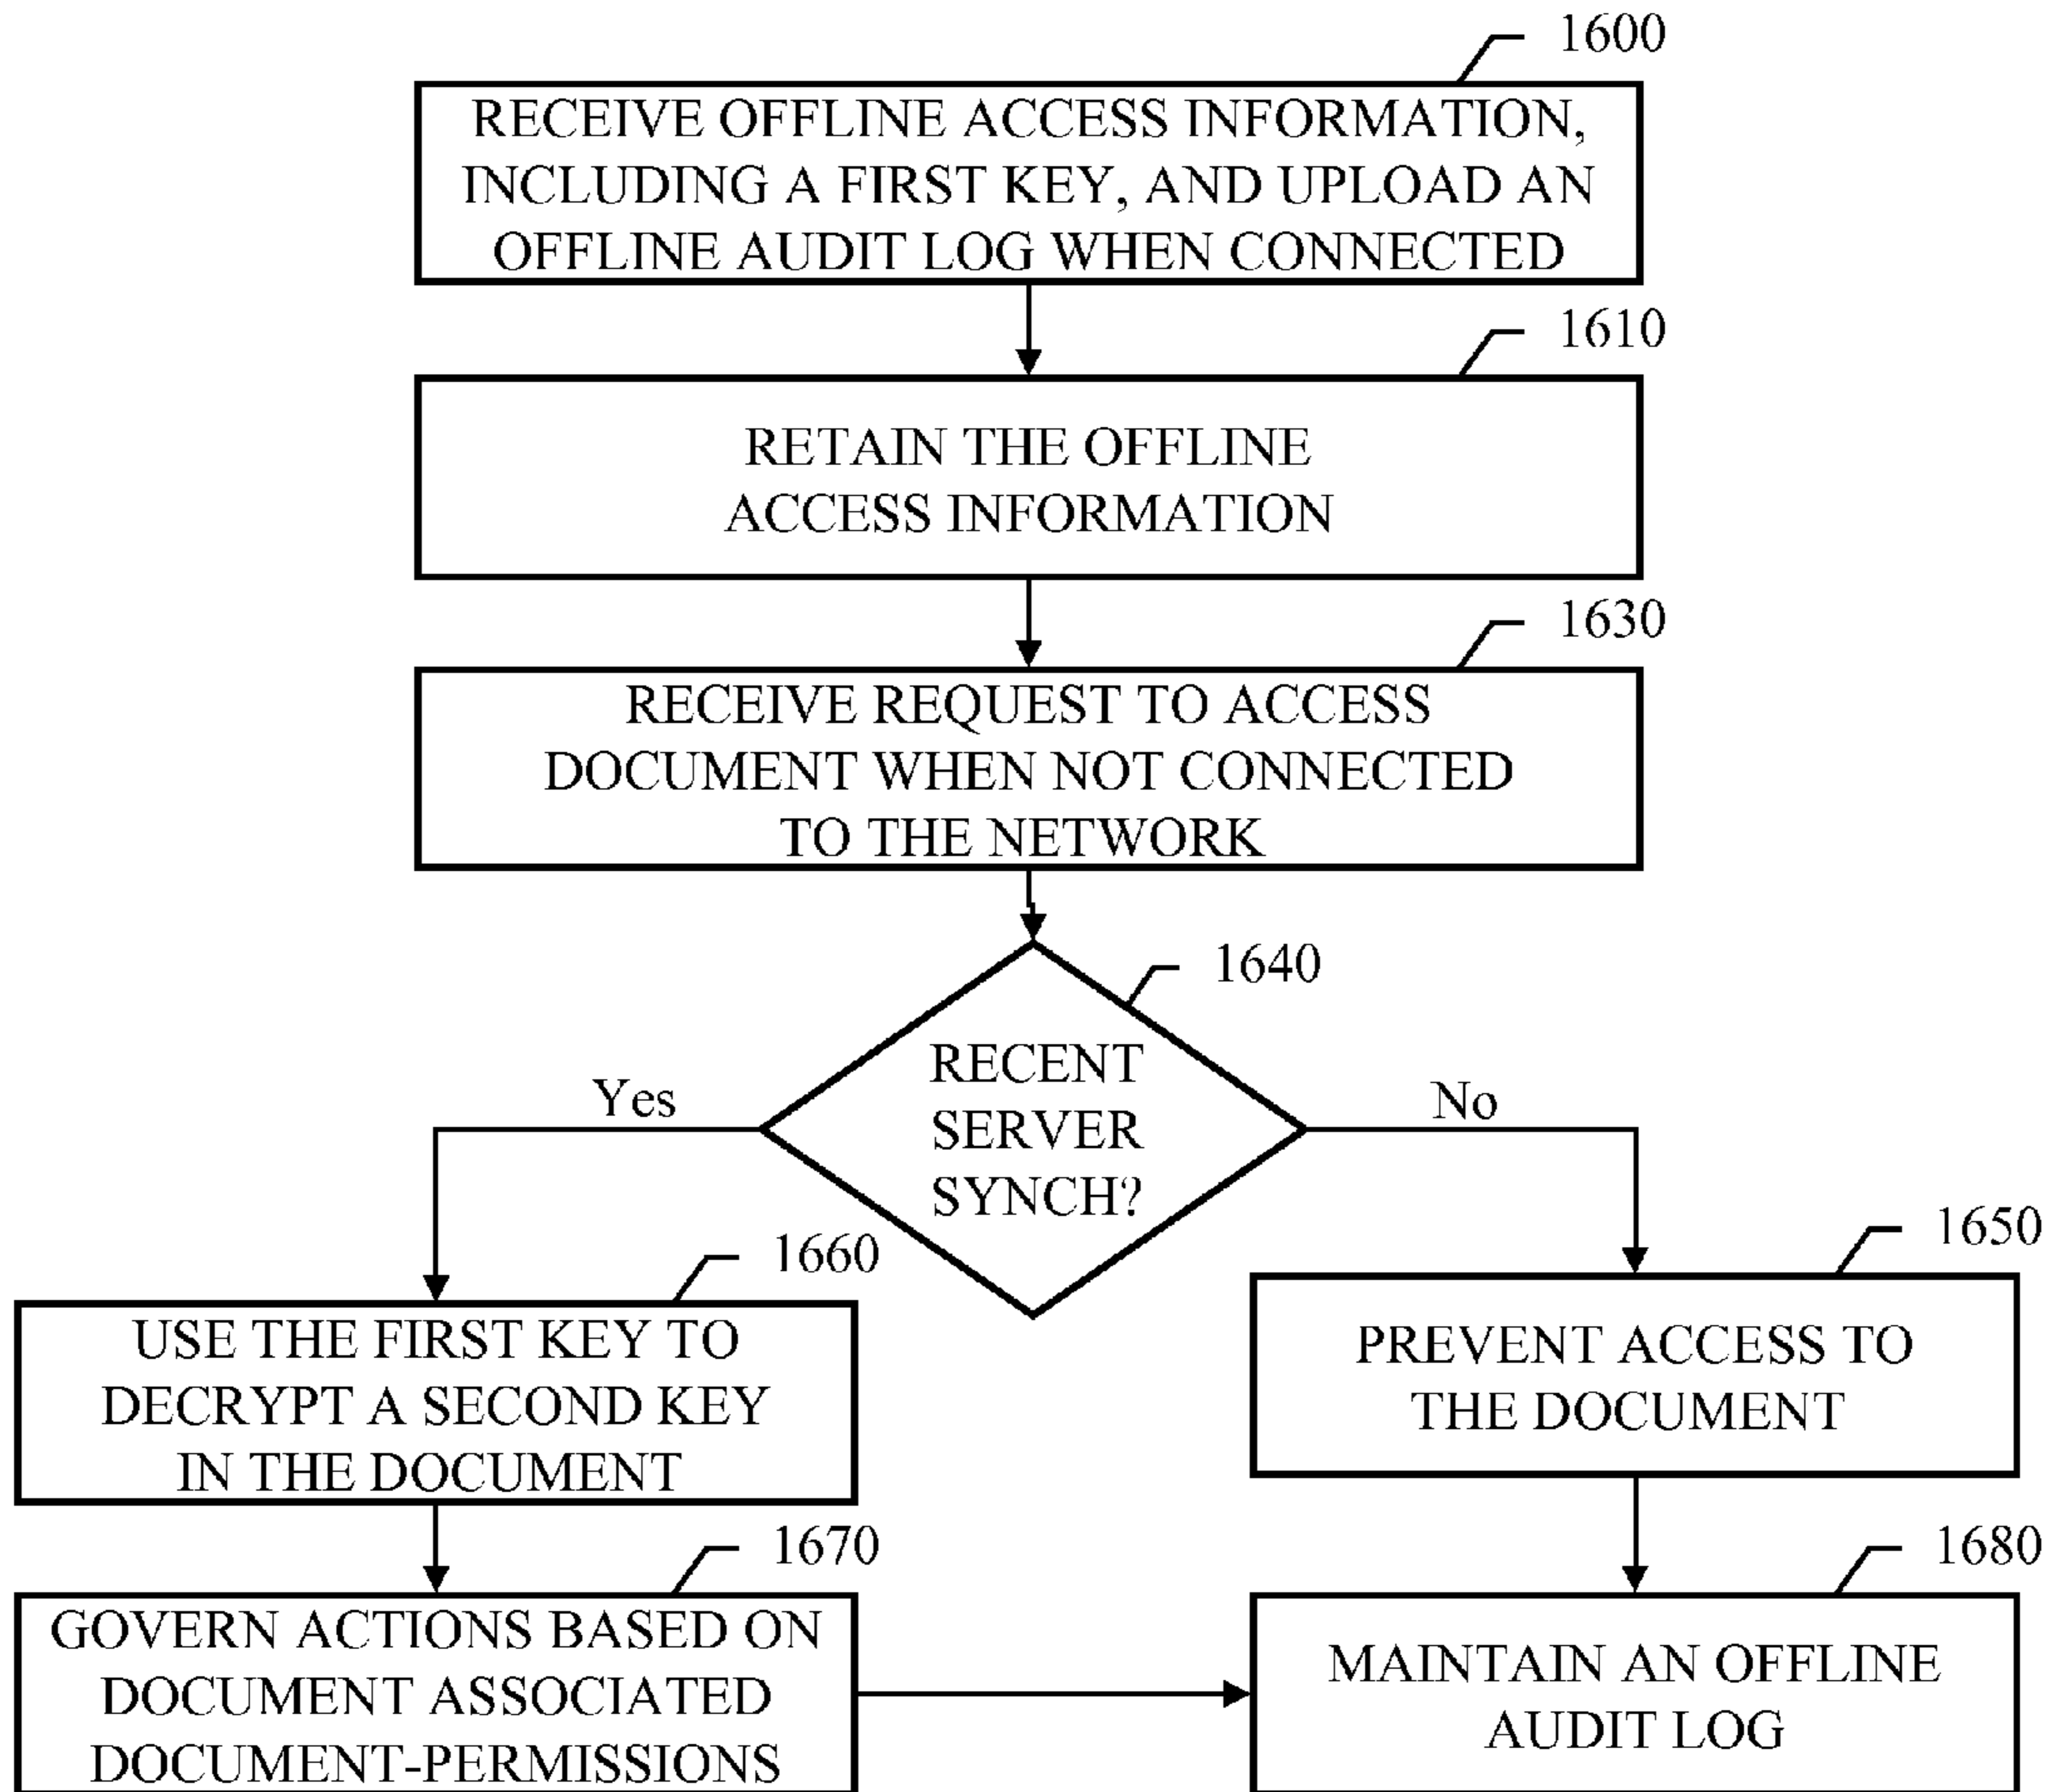 1600
RECEIVE OFFLINE ACCESS INFORMATION,
INCLUDING A FIRST KEY, AND UPLOAD AN
OFFLINE AUDIT LOG WHEN CONNECTED
1610
RETAIN THE OFFLINE
ACCESS INFORMATION
1630
RECEIVE REQUEST TO ACCESS
DOCUMENT WHEN NOT CONNECTED
TO THE NETWORK
1640
RECENT
SERVER
SYNCH?
Yes
No
1660
USE THE FIRST KEY TO
DECRYPT A SECOND KEY
IN THE DOCUMENT
1650
PREVENT ACCESS TO
THE DOCUMENT
1670
GOVERN ACTIONS BASED ON
DOCUMENT ASSOCIATED
DOCUMENT-PERMISSIONS
1680
MAINTAIN AN OFFLINE
AUDIT LOG